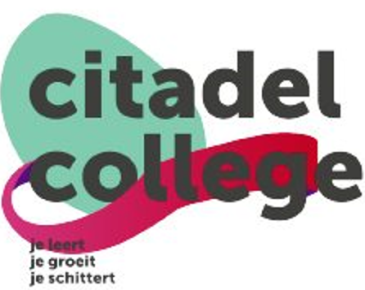 citadel
college
je leert
je groeit
je schittert